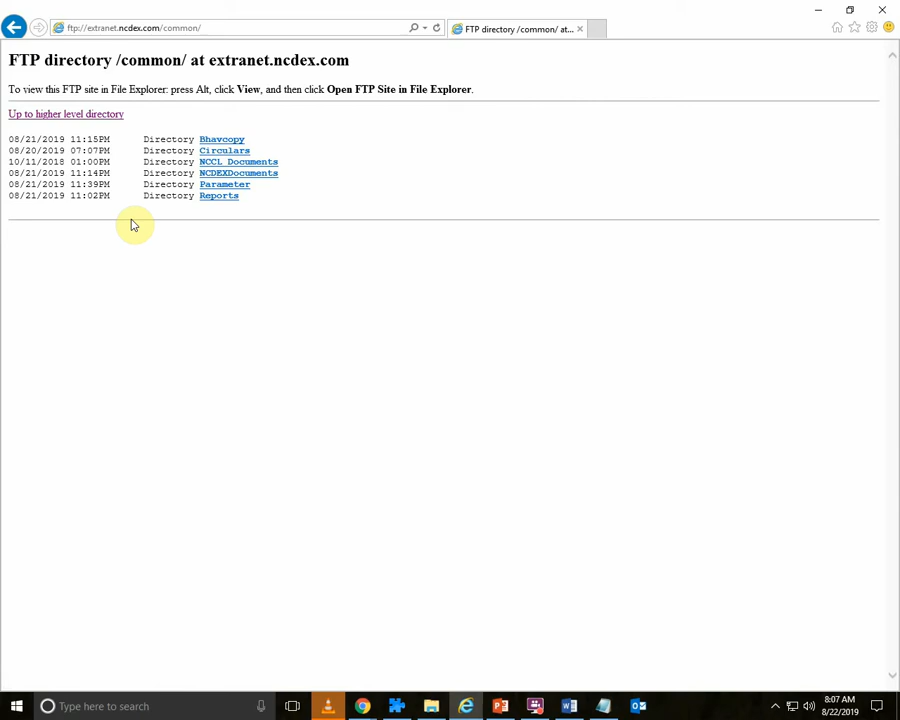 ftp://extranet.ncdex.com/common/
FTP directory /common/ at...
FTP directory /common/ at extranet.ncdex.com
To view this FTP site in File Explorer: press Alt, click View, and then click Open FTP Site in File Explorer.
Up to higher level directory
08/21/2019 11:15PM Directory Bhavcopy
08/20/2019 07:07PM Directory Circulars
10/11/2018 01:00PM Directory NCCL Documents
08/21/2019 11:14PM Directory NCDEXDocuments
08/21/2019 11:39PM Directory Parameter
08/21/2019 11:02PM Directory Reports
Type here to search
8:07 AM
8/22/2019